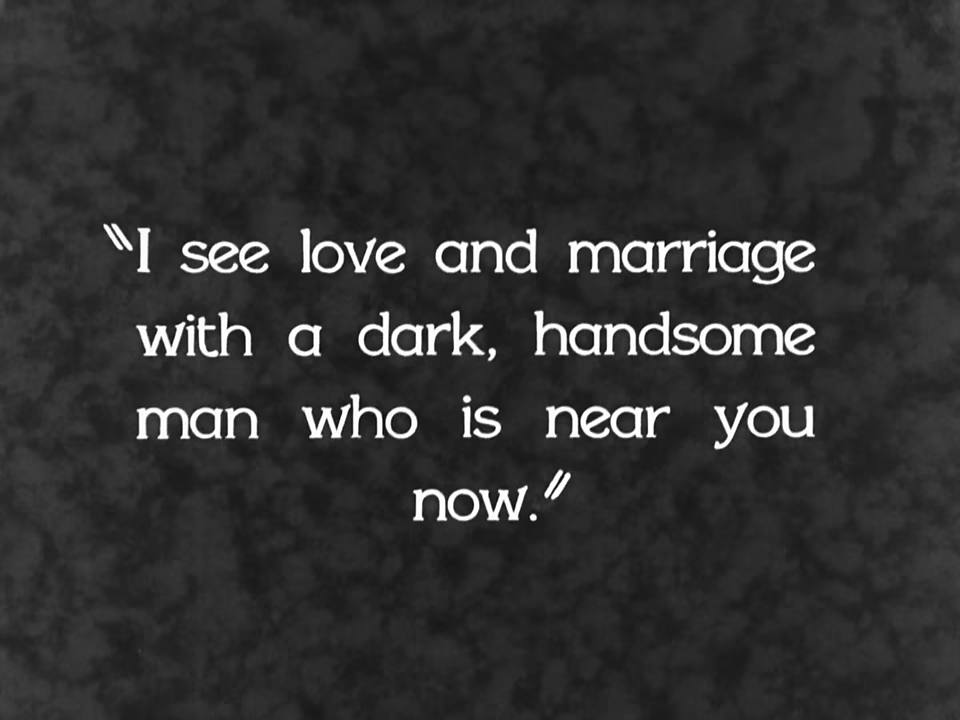 "I see love and marriage
with a dark, handsome
man who is near you
now."